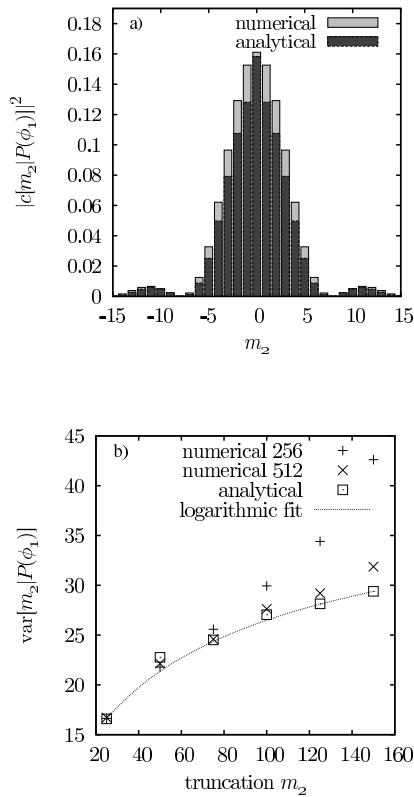 a)
numerical
analytical
|c[m₂|P(ϕ₁)]|²
0.18
0.16
0.14
0.12
0.1
0.08
0.06
0.04
0.02
0
-15 -10 -5 0 5 10 15
m₂
b)
numerical 256
numerical 512
analytical
logarithmic fit
var[m₂|P(ϕ₁)]
45
40
35
30
25
20
15
20 40 60 80 100 120 140 160
truncation m₂